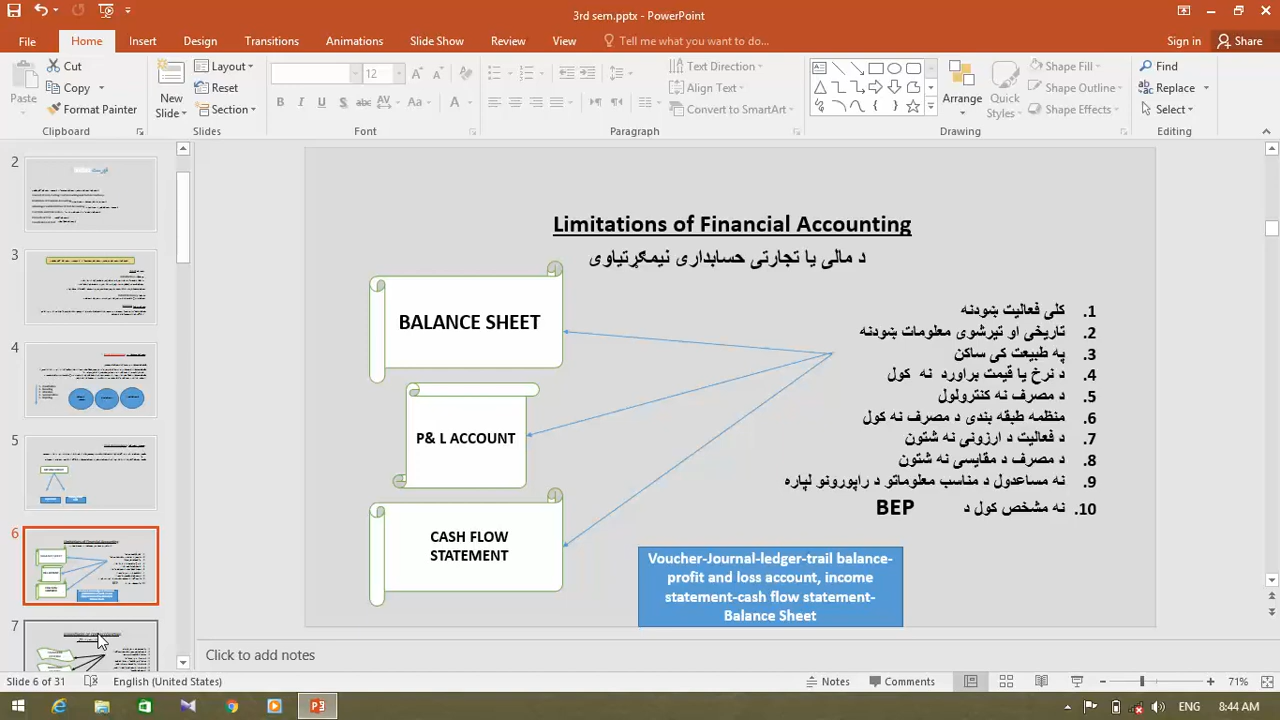 3rd sem.pptx - PowerPoint
File
Home
Insert
Design
Transitions
Animations
Slide Show
Review
View
Tell me what you want to do...
Sign in
Share
Paste
Cut
Copy
Format Painter
Clipboard
New
Slide
Layout
Reset
Section
Slides
12
Font
Text Direction
Align Text
Convert to SmartArt
Paragraph
Arrange
Quick
Styles
Shape Fill
Shape Outline
Shape Effects
Drawing
Find
Replace
Select
Editing
2
3
4
5
6
7
Limitations of Financial Accounting
د مالی یا تجارتی حسابداری نیمګړتیاوی
BALANCE SHEET
P& L ACCOUNT
CASH FLOW
STATEMENT
1. کلی فعالیت ښودنه
2. تاریخی او تیرشوی معلومات ښودنه
3. په طبیعت کی ساکن
4. د نرخ یا قیمت براورد نه کول
5. د مصرف نه کنترولول
6. منظمه طبقه بندی د مصرف نه کول
7. د فعالیت د ارزونی نه شتون
8. د مصرف د مقایسی نه شتون
9. نه مساعدول د مناسب معلوماتو د راپورونو لپاره
10. نه مشخص کول د BEP
Voucher-Journal-ledger-trail balance-
profit and loss account, income
statement-cash flow statement-
Balance Sheet
Click to add notes
Slide 6 of 31
English (United States)
Notes
Comments
71%
ENG
8:44 AM